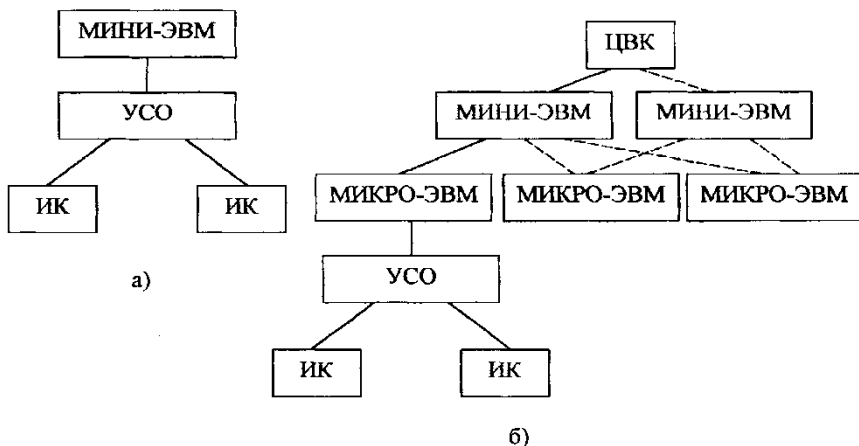 МИНИ-ЭВМ
УСО
ИК ИК
а)
ЦВК
МИНИ-ЭВМ МИНИ-ЭВМ
МИКРО-ЭВМ МИКРО-ЭВМ МИКРО-ЭВМ
УСО
ИК ИК
б)